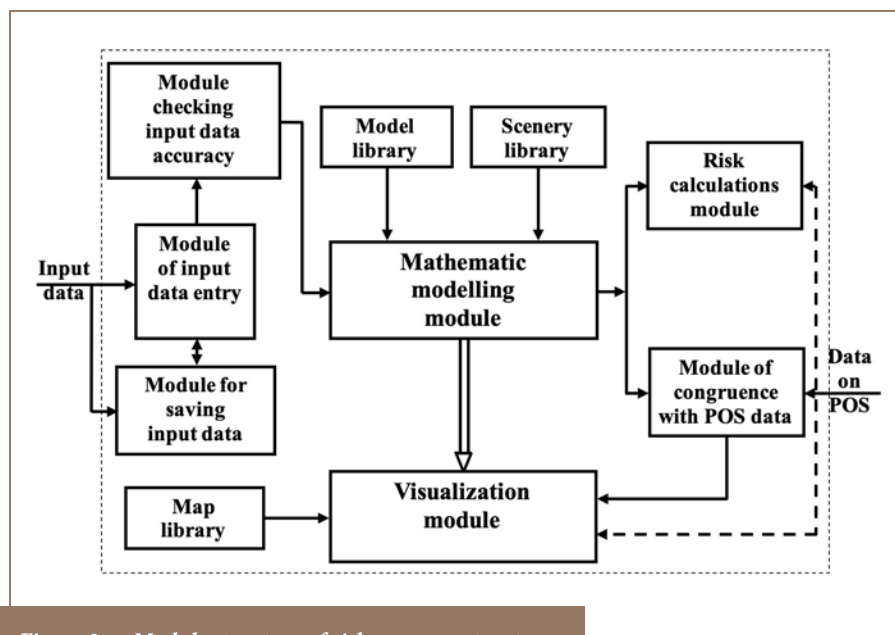 Module
checking
input data
accuracy
Model
library
Scenery
library
Risk
calculations
module
Module
of input
data entry
Input
data
Mathematic
modelling
module
Module for
saving
input data
Module of
congruence
with POS data
Data
on
POS
Map
library
Visualization
module